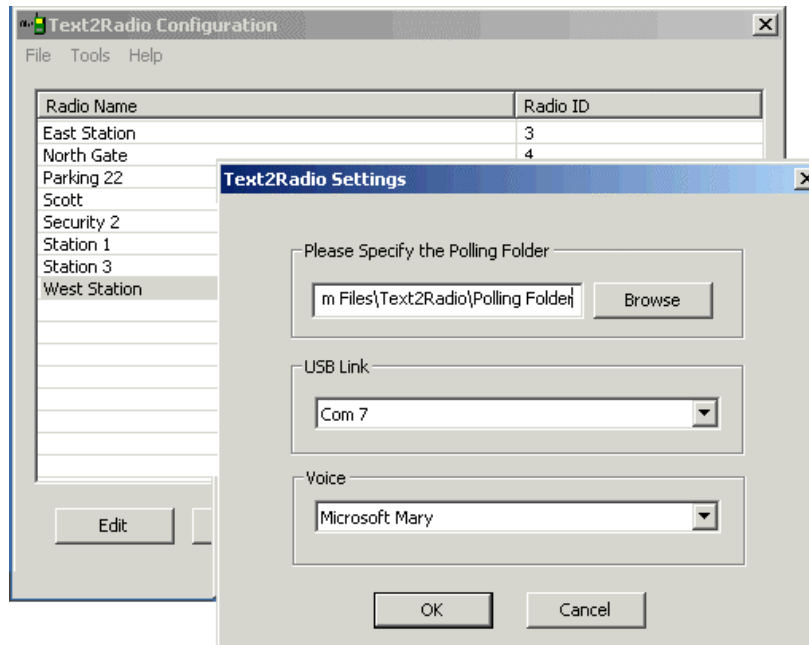 Text2Radio Configuration
File Tools Help
Radio Name Radio ID
East Station 3
North Gate 4
Parking 22
Scott
Security 2
Station 1
Station 3
West Station
Edit
Text2Radio Settings
Please Specify the Polling Folder
m Files\Text2Radio\Polling Folder Browse
USB Link
Com 7
Voice
Microsoft Mary
OK Cancel